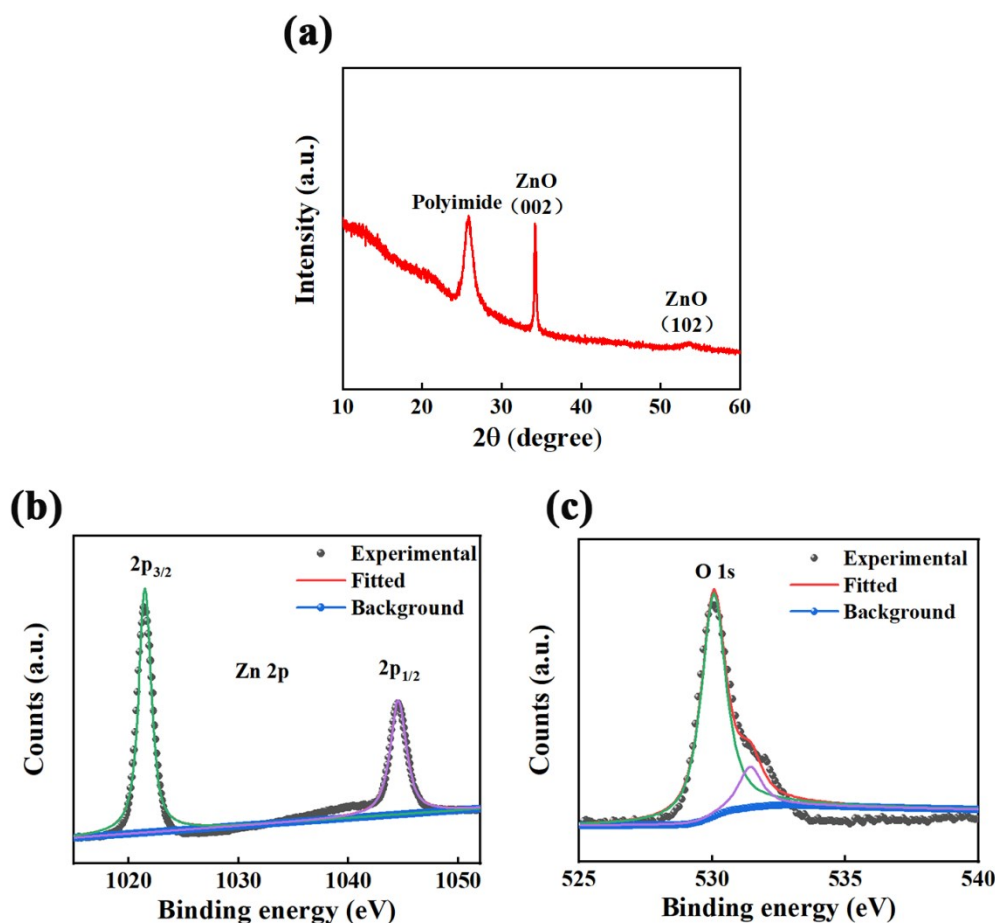 (a)
Intensity (a.u.)
Polyimide
ZnO
（002）
ZnO
（102）
10 20 30 40 50 60
2θ (degree)
(b)
Counts (a.u.)
2p3/2
Zn 2p
2p1/2
Experimental
Fitted
Background
1020 1030 1040 1050
Binding energy (eV)
(c)
Counts (a.u.)
O 1s
Experimental
Fitted
Background
525 530 535 540
Binding energy (eV)